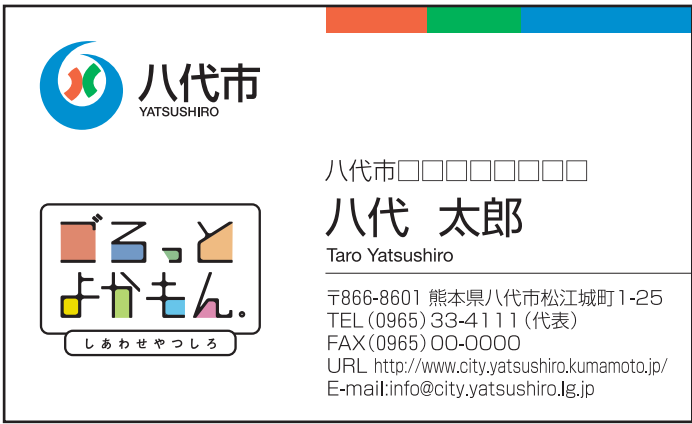 八代市
YATSUSHIRO
ごろっと
よかもん。
しあわせやつしろ
八代市□□□□□□□□
八代 太郎
Taro Yatsushiro
〒866-8601 熊本県八代市松江城町1-25
TEL(0965)33-4111(代表)
FAX(0965)00-0000
URL http://www.city.yatsushiro.kumamoto.jp/
E-mail:info@city.yatsushiro.lg.jp